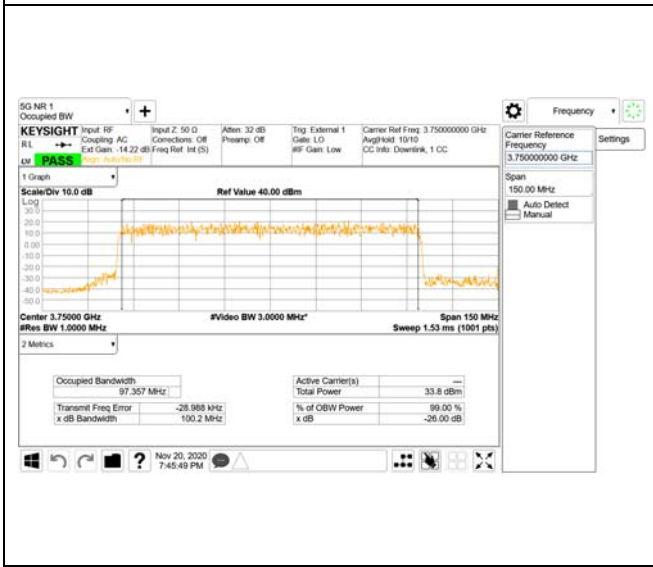 5G NR 1
Occupied BW
+
Frequency
KEYSIGHT Input: RF Input Z: 50 Ω Atten: 32 dB Trig: External 1 Carrier Ref Freq: 3.750000000 GHz
RL Coupling: AC Corrections: Off Preamp: Off Gate: LO Avg|Hold: 10/10
Ext Gain: -14.22 dB Freq Ref: Int (S) #IF Gain: Low CC Info: Downlink, 1 CC
PASS Align: Auto/No RF
Carrier Reference
Frequency
3.750000000 GHz
Settings
Span
150.00 MHz
Auto Detect
Manual
1 Graph
Scale/Div 10.0 dB Ref Value 40.00 dBm
Log
30.0
20.0
10.0
0.00
-10.0
-20.0
-30.0
-40.0
-50.0
Center 3.75000 GHz #Video BW 3.0000 MHz* Span 150 MHz
#Res BW 1.0000 MHz Sweep 1.53 ms (1001 pts)
2 Metrics
Occupied Bandwidth Active Carrier(s) ---
97.357 MHz Total Power 33.8 dBm
Transmit Freq Error -28.988 kHz % of OBW Power 99.00 %
x dB Bandwidth 100.2 MHz x dB -26.00 dB
? Nov 20, 2020
7:45:49 PM